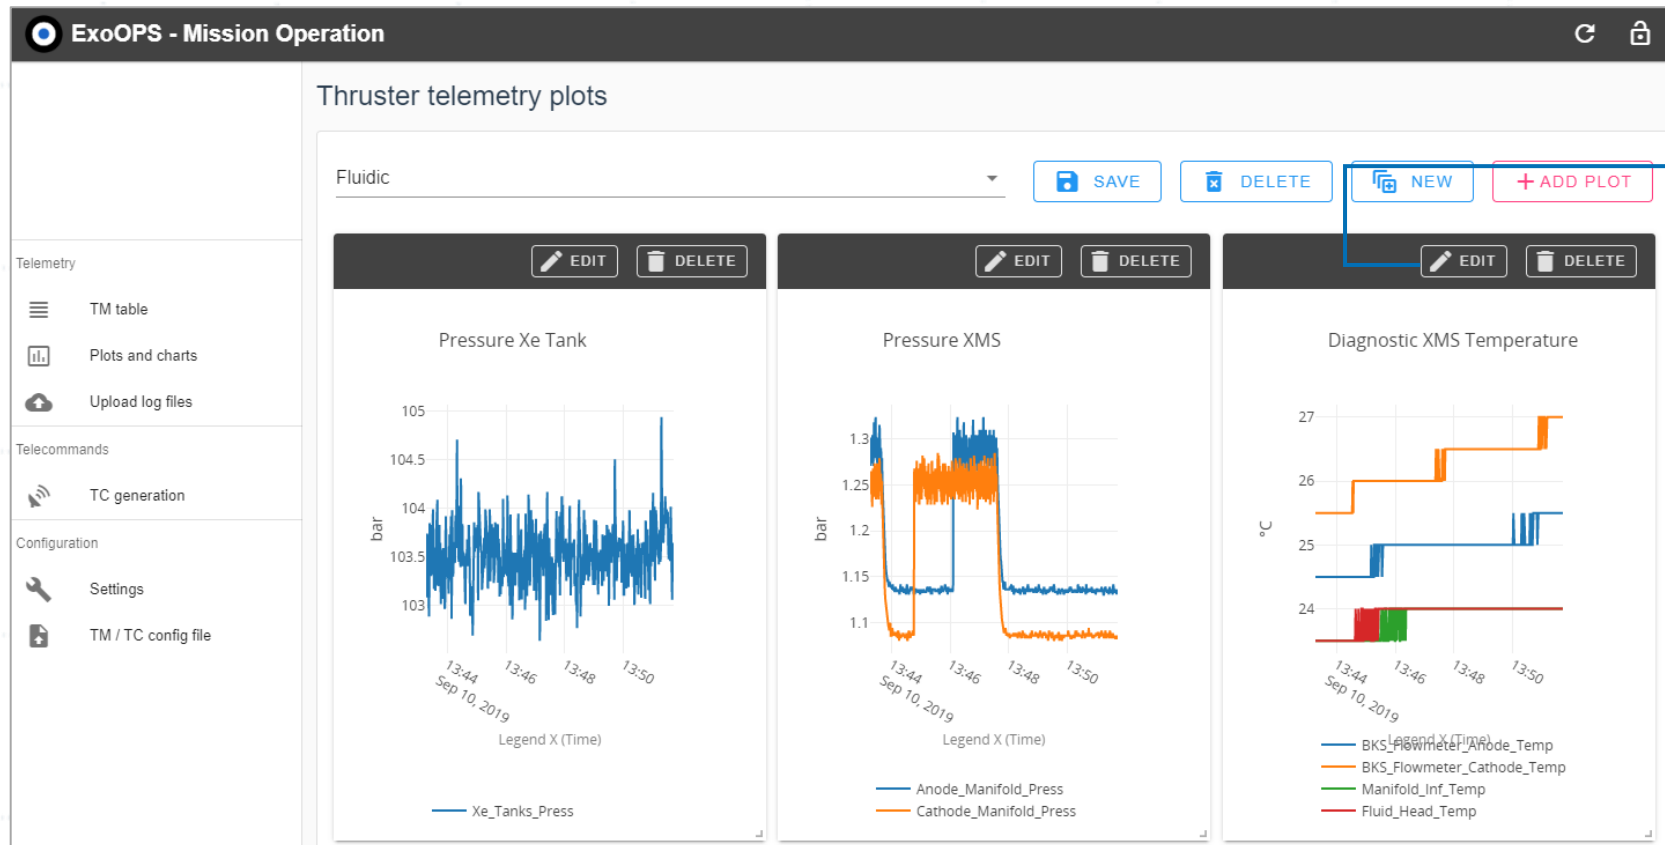 ExoOPS - Mission Operation
Thruster telemetry plots
Fluidic
SAVE
DELETE
NEW
+ ADD PLOT
Telemetry
TM table
Plots and charts
Upload log files
Telecommands
TC generation
Configuration
Settings
TM / TC config file
EDIT DELETE
Pressure Xe Tank
105
104.5
104
103.5
103
bar
13:44 13:46 13:48 13:50
Sep 10, 2019
Legend X (Time)
Xe_Tanks_Press
EDIT DELETE
Pressure XMS
1.3
1.25
1.2
1.15
1.1
bar
13:44 13:46 13:48 13:50
Sep 10, 2019
Legend X (Time)
Anode_Manifold_Press
Cathode_Manifold_Press
EDIT DELETE
Diagnostic XMS Temperature
27
26
25
24
°C
13:44 13:46 13:48 13:50
Sep 10, 2019
Legend X (Time)
BKS_Flowmeter_Anode_Temp
BKS_Flowmeter_Cathode_Temp
Manifold_Inf_Temp
Fluid_Head_Temp